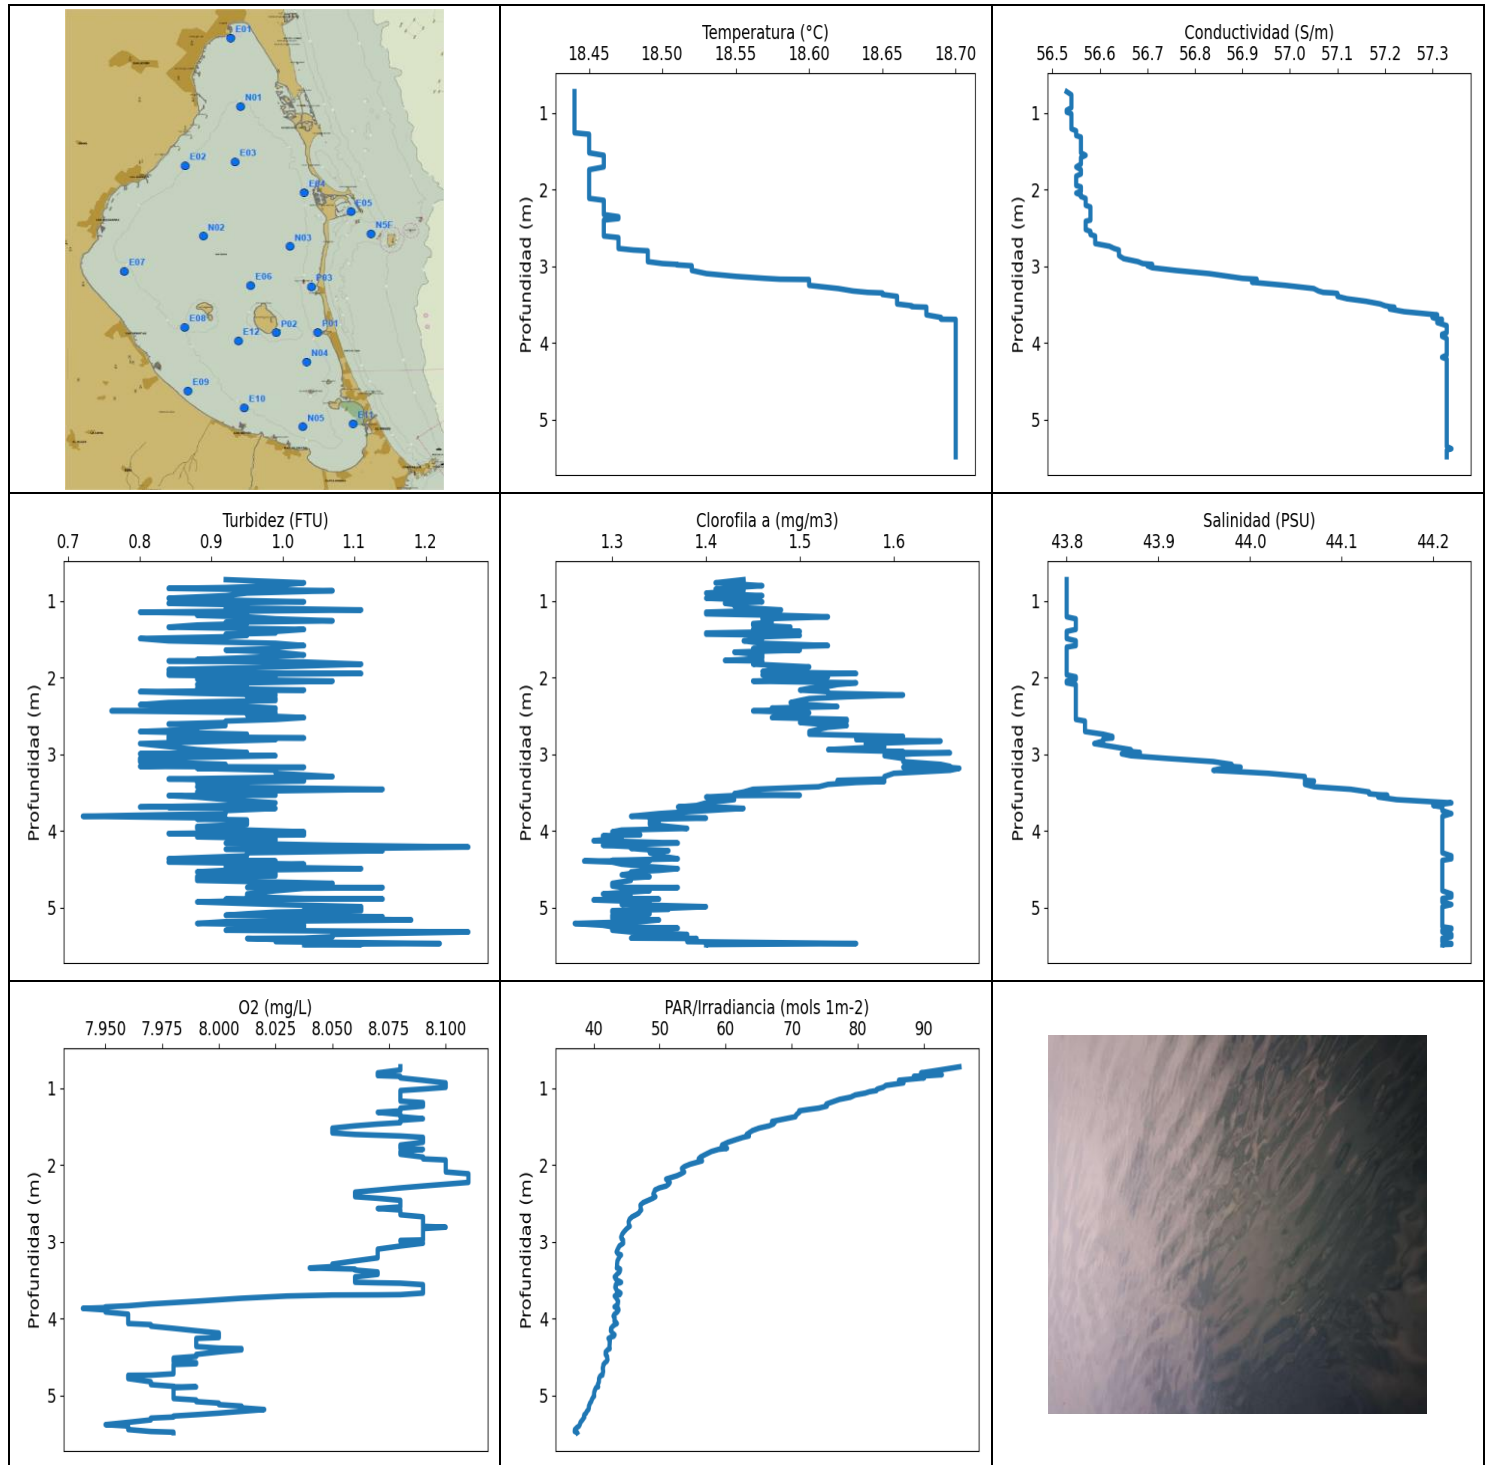 E01
N01
E02
E03
E04
E05
N5F
N02
N03
E07
E06
P03
E08
P02
P01
E12
N04
E09
E10
N05
E11
Temperatura (°C)
18.45 18.50 18.55 18.60 18.65 18.70
Profundidad (m)
1
2
3
4
5
Conductividad (S/m)
56.5 56.6 56.7 56.8 56.9 57.0 57.1 57.2 57.3
Profundidad (m)
1
2
3
4
5
Turbidez (FTU)
0.7 0.8 0.9 1.0 1.1 1.2
Profundidad (m)
1
2
3
4
5
Clorofila a (mg/m3)
1.3 1.4 1.5 1.6
Profundidad (m)
1
2
3
4
5
Salinidad (PSU)
43.8 43.9 44.0 44.1 44.2
Profundidad (m)
1
2
3
4
5
O2 (mg/L)
7.950 7.975 8.000 8.025 8.050 8.075 8.100
Profundidad (m)
1
2
3
4
5
PAR/Irradiancia (mols 1m-2)
40 50 60 70 80 90
Profundidad (m)
1
2
3
4
5